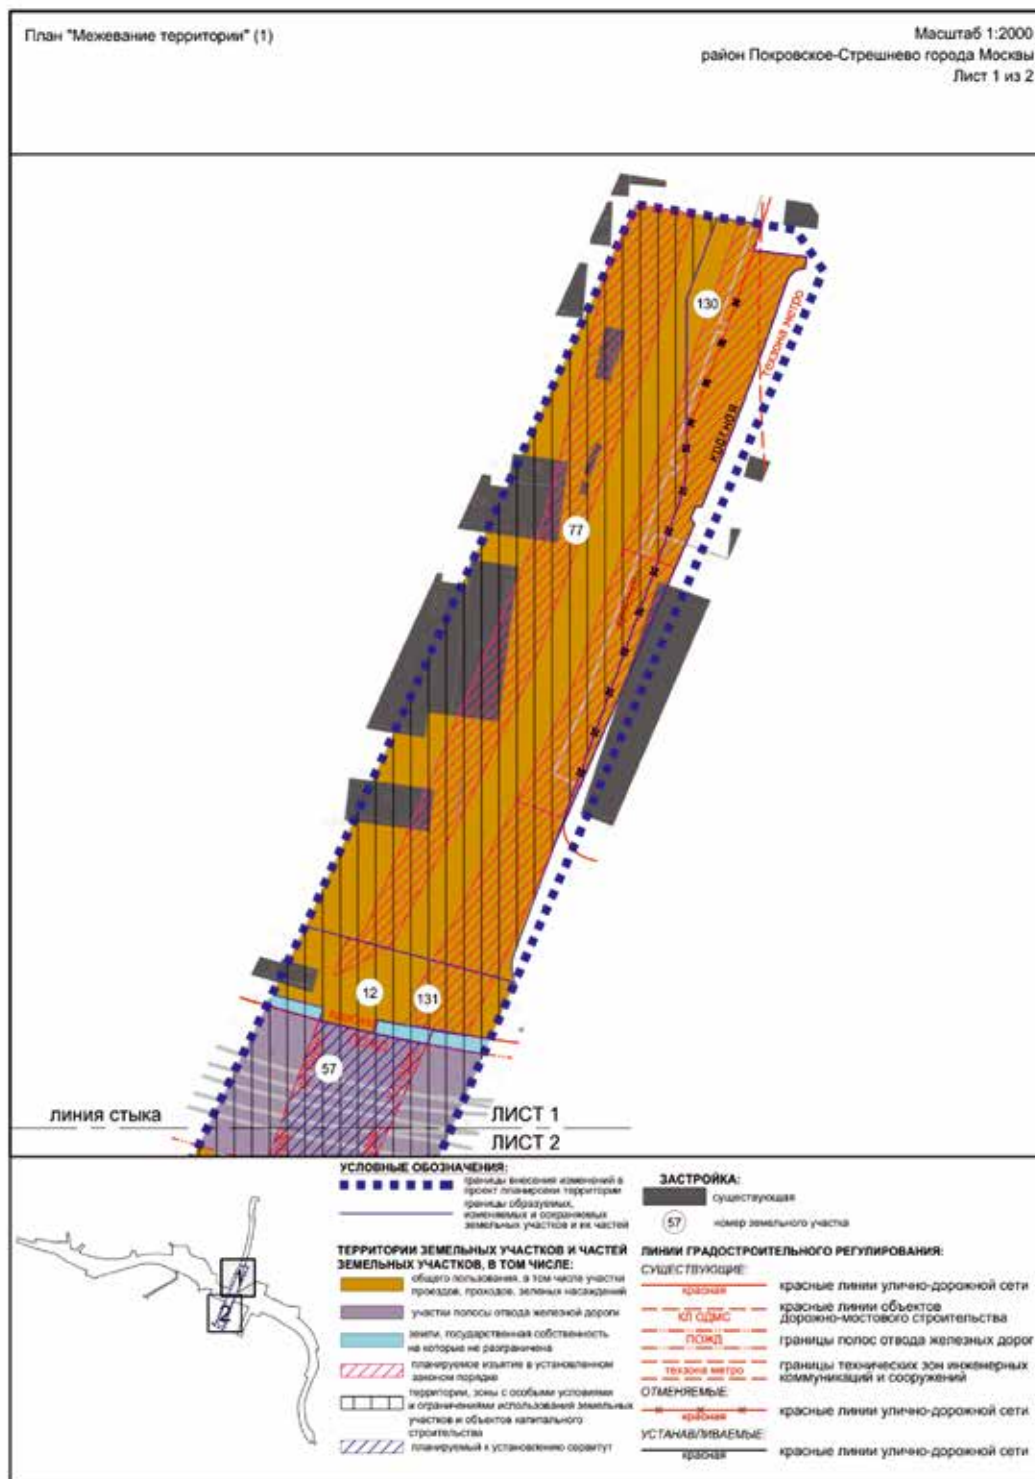 План "Межевание территории" (1)
Масштаб 1:2000
район Покровское-Стрешнево города Москвы
Лист 1 из 2
130
техзона метро
красная
77
12
131
57
линия стыка
ЛИСТ 1
ЛИСТ 2
1
2
УСЛОВНЫЕ ОБОЗНАЧЕНИЯ:
границы внесения изменений в
проект планировки территории
границы образуемых,
изменяемых и сохраняемых
земельных участков и их частей
ТЕРРИТОРИИ ЗЕМЕЛЬНЫХ УЧАСТКОВ И ЧАСТЕЙ
ЗЕМЕЛЬНЫХ УЧАСТКОВ, В ТОМ ЧИСЛЕ:
общего пользования, в том числе участки
проездов, проходов, зеленых насаждений
участки полосы отвода железной дороги
земли, государственная собственность
на которые не разграничена
планируемое изъятие в установленном
законом порядке
территории, зоны с особыми условиями
и ограничениями использования земельных
участков и объектов капитального
строительства
планируемый к установлению сервитут
ЗАСТРОЙКА:
существующая
57
номер земельного участка
ЛИНИИ ГРАДОСТРОИТЕЛЬНОГО РЕГУЛИРОВАНИЯ:
СУЩЕСТВУЮЩИЕ:
красная
красные линии улично-дорожной сети
КЛ ОДМС
красные линии объектов
дорожно-мостового строительства
ПОЖД
границы полос отвода железных дорог
техзона метро
границы технических зон инженерных
коммуникаций и сооружений
ОТМЕНЯЕМЫЕ:
красная
красные линии улично-дорожной сети
УСТАНАВЛИВАЕМЫЕ:
красная
красные линии улично-дорожной сети